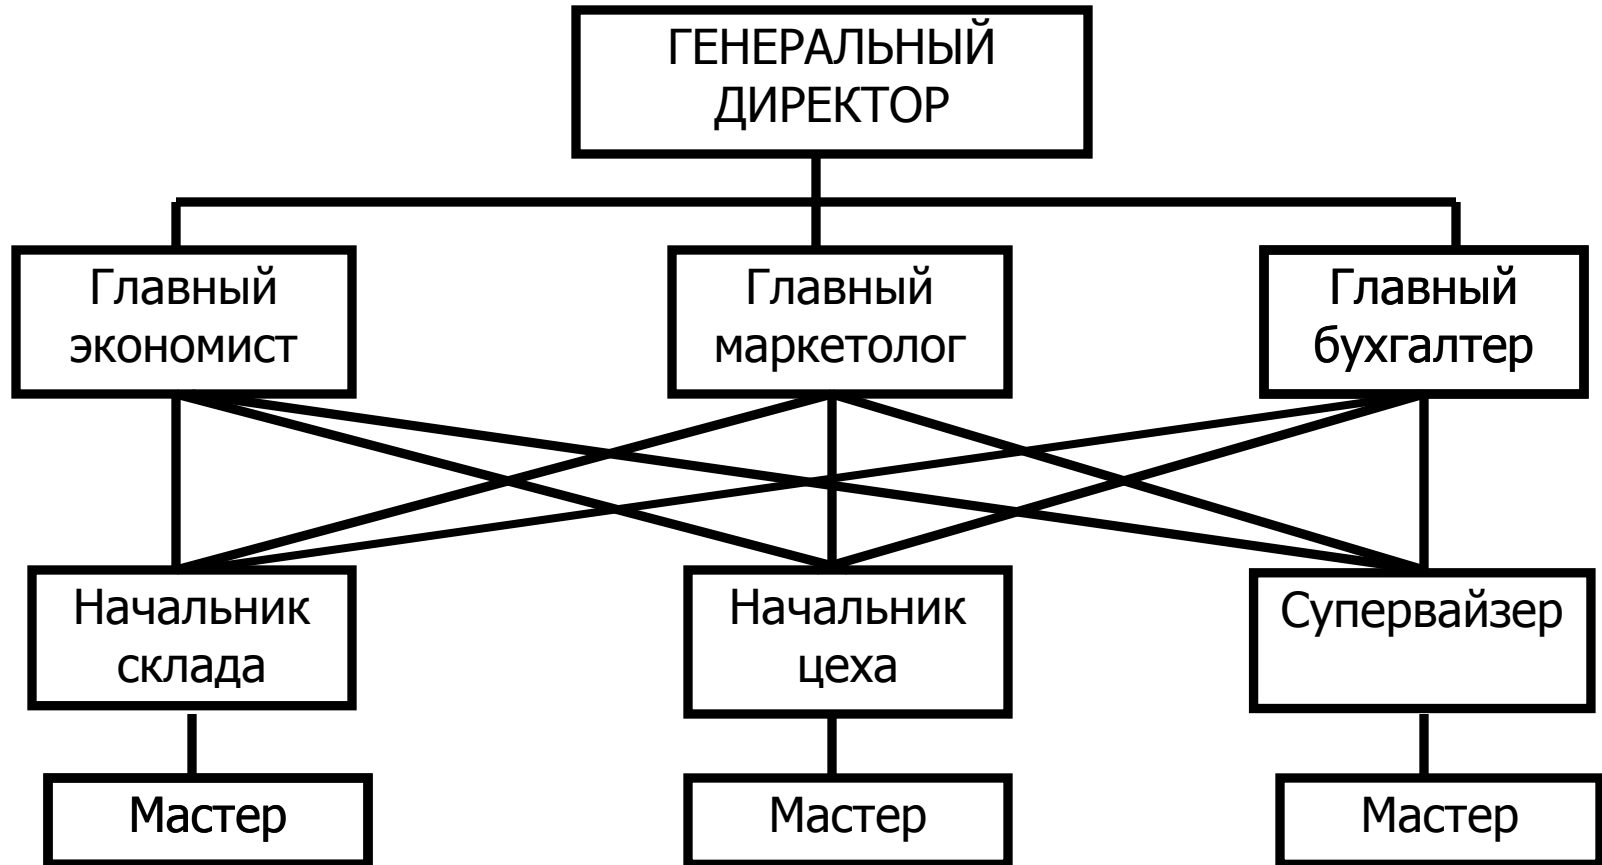 ГЕНЕРАЛЬНЫЙ
ДИРЕКТОР
Главный
экономист
Главный
маркетолог
Главный
бухгалтер
Начальник
склада
Начальник
цеха
Супервайзер
Мастер
Мастер
Мастер